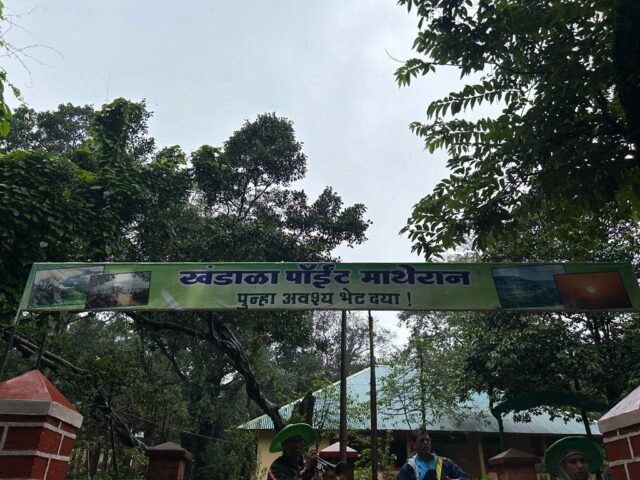 खंडाळा पॉईंट माथेरान
पुन्हा अवश्य भेट दया !